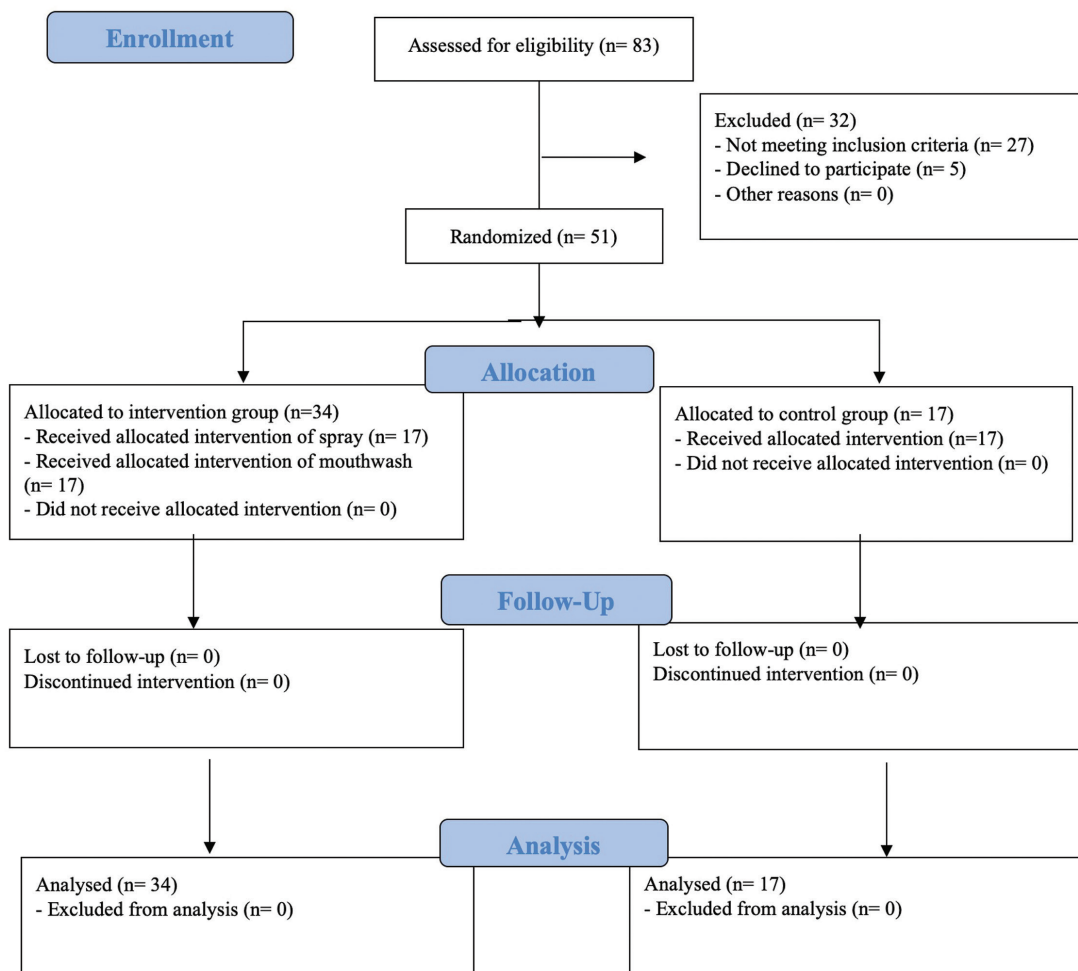 Enrollment
Assessed for eligibility (n= 83)
Excluded (n= 32)
- Not meeting inclusion criteria (n= 27)
- Declined to participate (n= 5)
- Other reasons (n= 0)
Randomized (n= 51)
Allocation
Allocated to intervention group (n=34)
- Received allocated intervention of spray (n= 17)
- Received allocated intervention of mouthwash
(n= 17)
- Did not receive allocated intervention (n= 0)
Allocated to control group (n= 17)
- Received allocated intervention (n=17)
- Did not receive allocated intervention (n= 0)
Follow-Up
Lost to follow-up (n= 0)
Discontinued intervention (n= 0)
Lost to follow-up (n= 0)
Discontinued intervention (n= 0)
Analysis
Analysed (n= 34)
- Excluded from analysis (n= 0)
Analysed (n= 17)
- Excluded from analysis (n= 0)